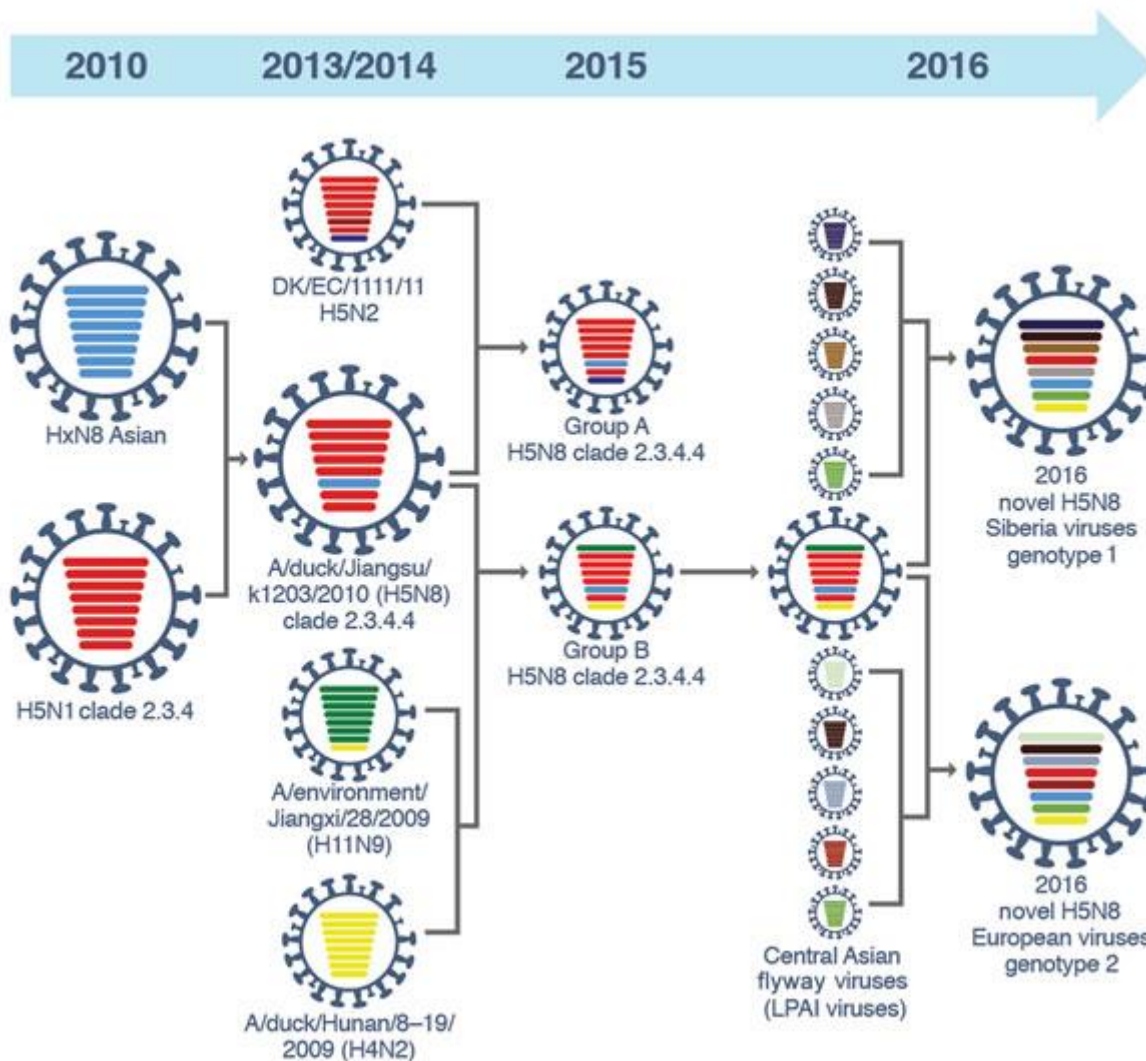 2010 2013/2014 2015 2016
DK/EC/1111/11
H5N2
HxN8 Asian
Group A
H5N8 clade 2.3.4.4
2016
novel H5N8
Siberia viruses
genotype 1
A/duck/Jiangsu/
k1203/2010 (H5N8)
clade 2.3.4.4
Group B
H5N8 clade 2.3.4.4
H5N1 clade 2.3.4
A/environment/
Jiangxi/28/2009
(H11N9)
2016
novel H5N8
European viruses
genotype 2
Central Asian
flyway viruses
(LPAI viruses)
A/duck/Hunan/8–19/
2009 (H4N2)